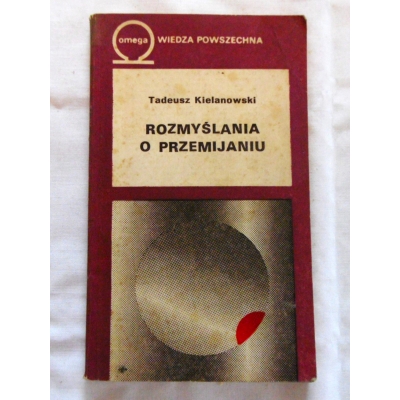 omega WIEDZA POWSZECHNA
Tadeusz Kielanowski
ROZMYŚLANIA
O PRZEMIJANIU